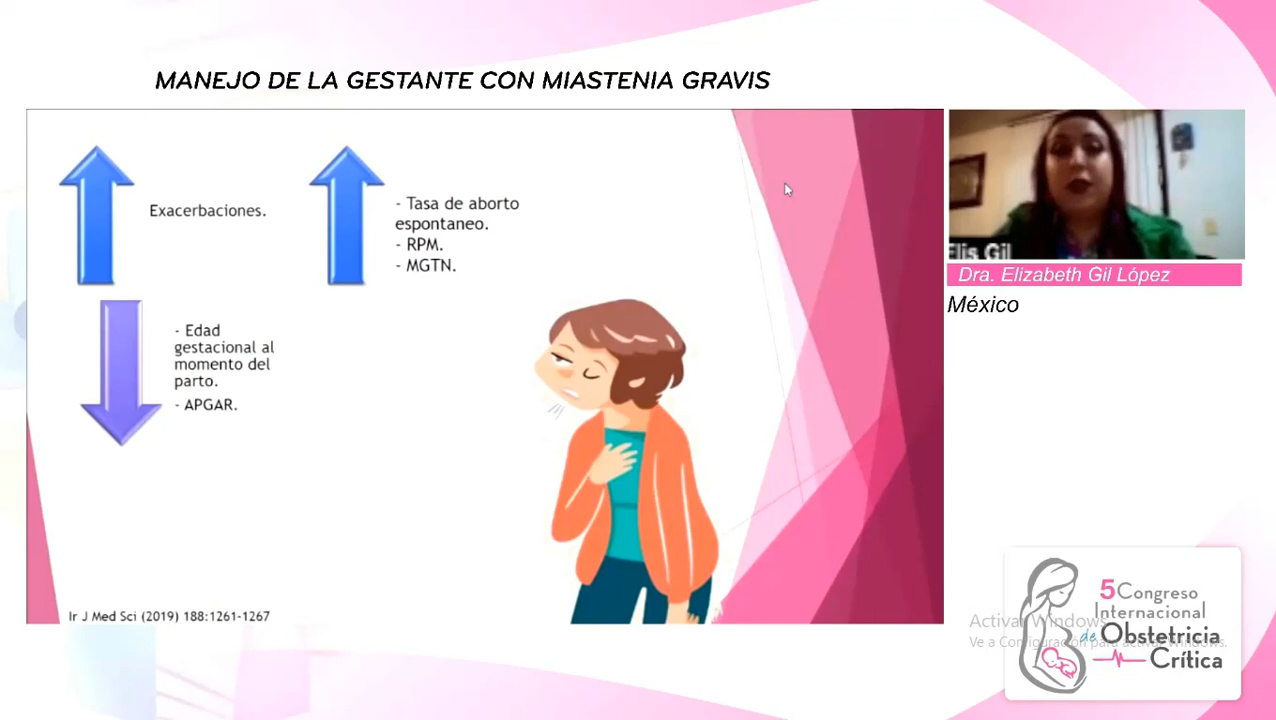 MANEJO DE LA GESTANTE CON MIASTENIA GRAVIS
Exacerbaciones.
- Tasa de aborto
espontaneo.
- RPM.
- MGTN.
- Edad
gestacional al
momento del
parto.
- APGAR.
Ir J Med Sci (2019) 188:1261-1267
Elis Gil
Dra. Elizabeth Gil López
México
5 Congreso
Internacional
de Obstetricia
Crítica
Activar Windows
Ve a Configuración para activar Windows.